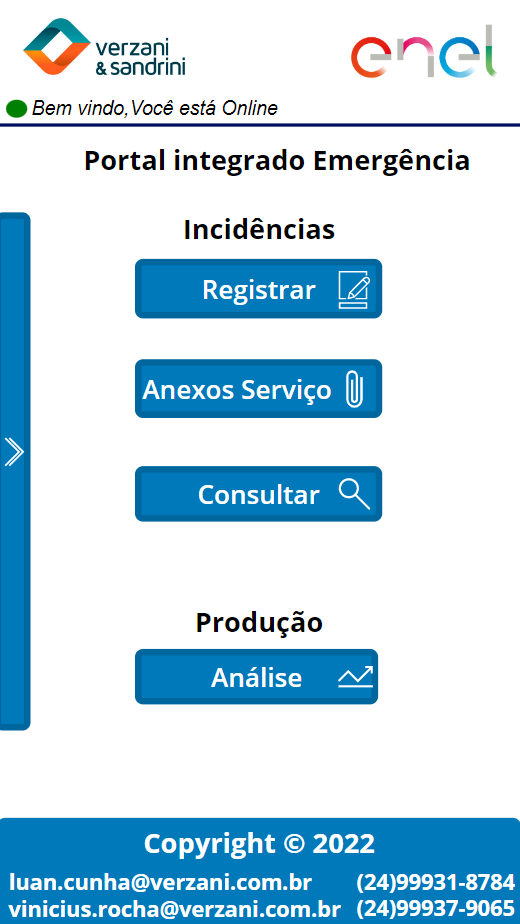 verzani
& sandrini
enel
Bem vindo,Você está Online
Portal integrado Emergência
Incidências
Registrar
Anexos Serviço
Consultar
Produção
Análise
Copyright © 2022
luan.cunha@verzani.com.br (24)99931-8784
vinicius.rocha@verzani.com.br (24)99937-9065